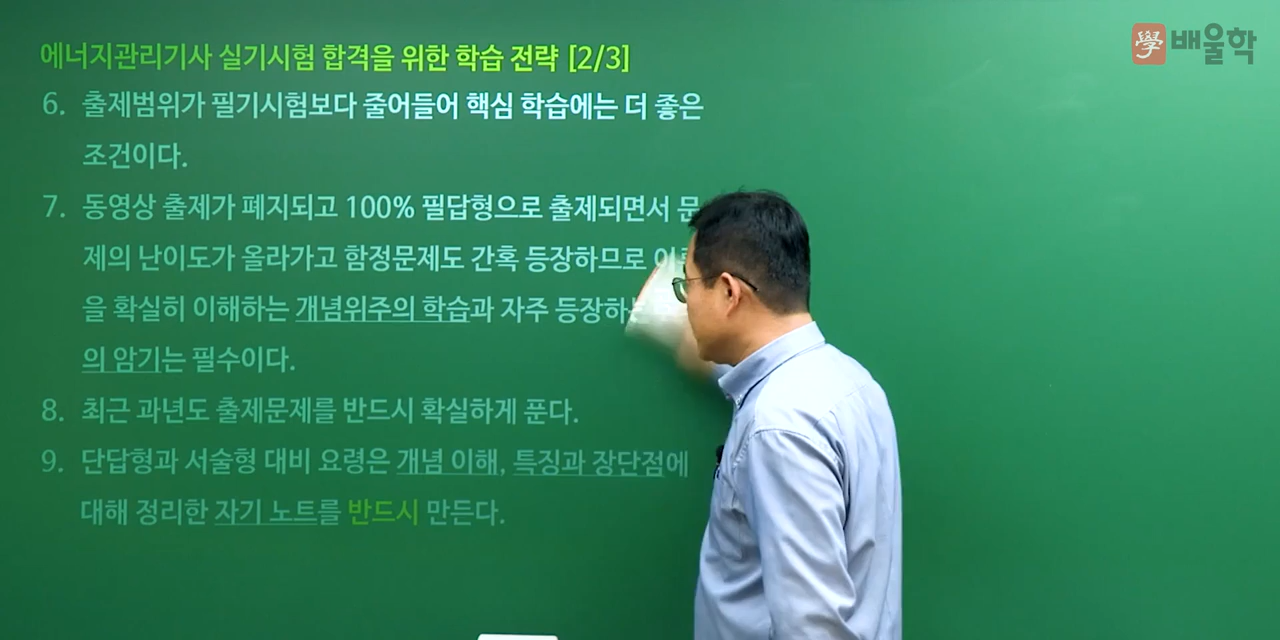 學 배울학
에너지관리기사 실기시험 합격을 위한 학습 전략 [2/3]
6. 출제범위가 필기시험보다 줄어들어 핵심 학습에는 더 좋은
조건이다.
7. 동영상 출제가 폐지되고 100% 필답형으로 출제되면서 문
제의 난이도가 올라가고 함정문제도 간혹 등장하므로
을 확실히 이해하는 개념위주의 학습과 자주
의 암기는 필수이다.
8. 최근 과년도 출제문제를 반드시 확실하게 푼다.
9. 단답형과 서술형 대비 요령은 개념 이해, 특징과 장단점에
대해 정리한 자기 노트를 반드시 만든다.